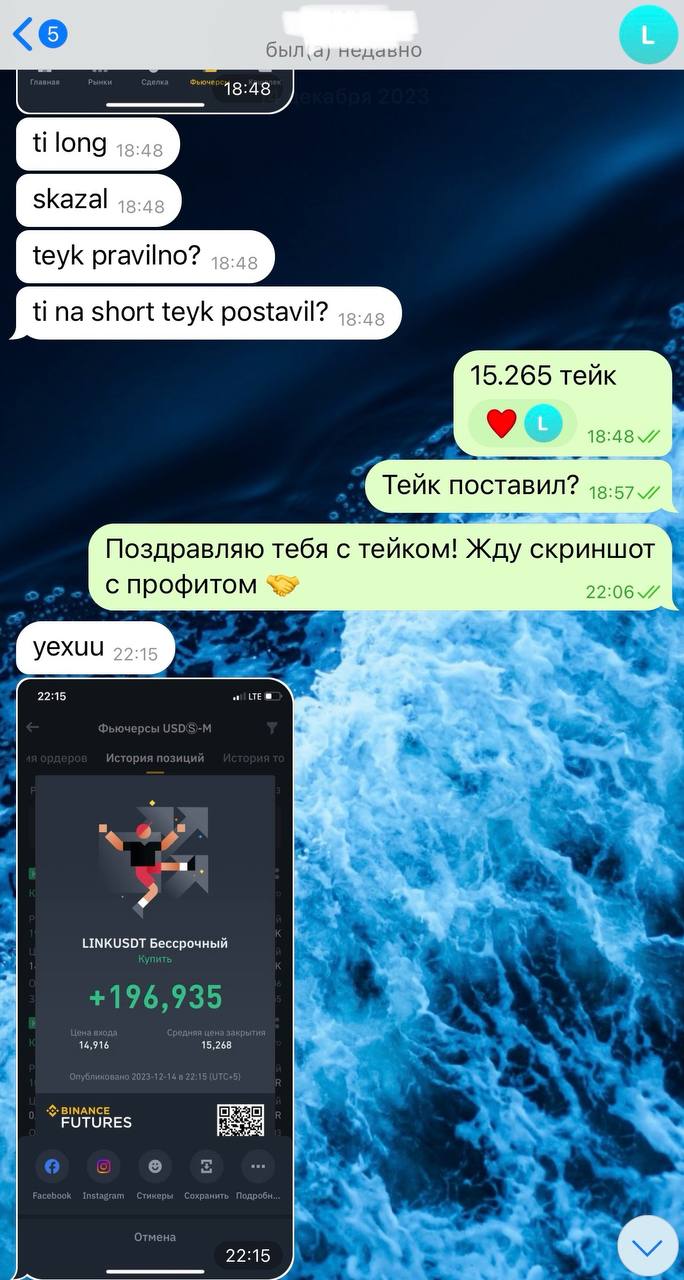 5
был(а) недавно
декабря 2023
Главная Рынки Сделка Фьючерсы
18:48
ti long 18:48
skazal 18:48
teyk pravilno? 18:48
ti na short teyk postavil? 18:48
15.265 тейк
L 18:48
Тейк поставил? 18:57
Поздравляю тебя с тейком! Жду скриншот
с профитом 22:06
yexuu 22:15
22:15 LTE
Фьючерсы USDⓈ-M
ия ордеров История позиций История то
LINKUSDT Бессрочный
Купить
+196,935
Цена входа Средняя цена закрытия
14,916 15,268
Опубликовано 2023-12-14 в 22:15 (UTC+5)
BINANCE
FUTURES
Facebook Instagram Стикеры Сохранить Подробн...
Отмена
22:15